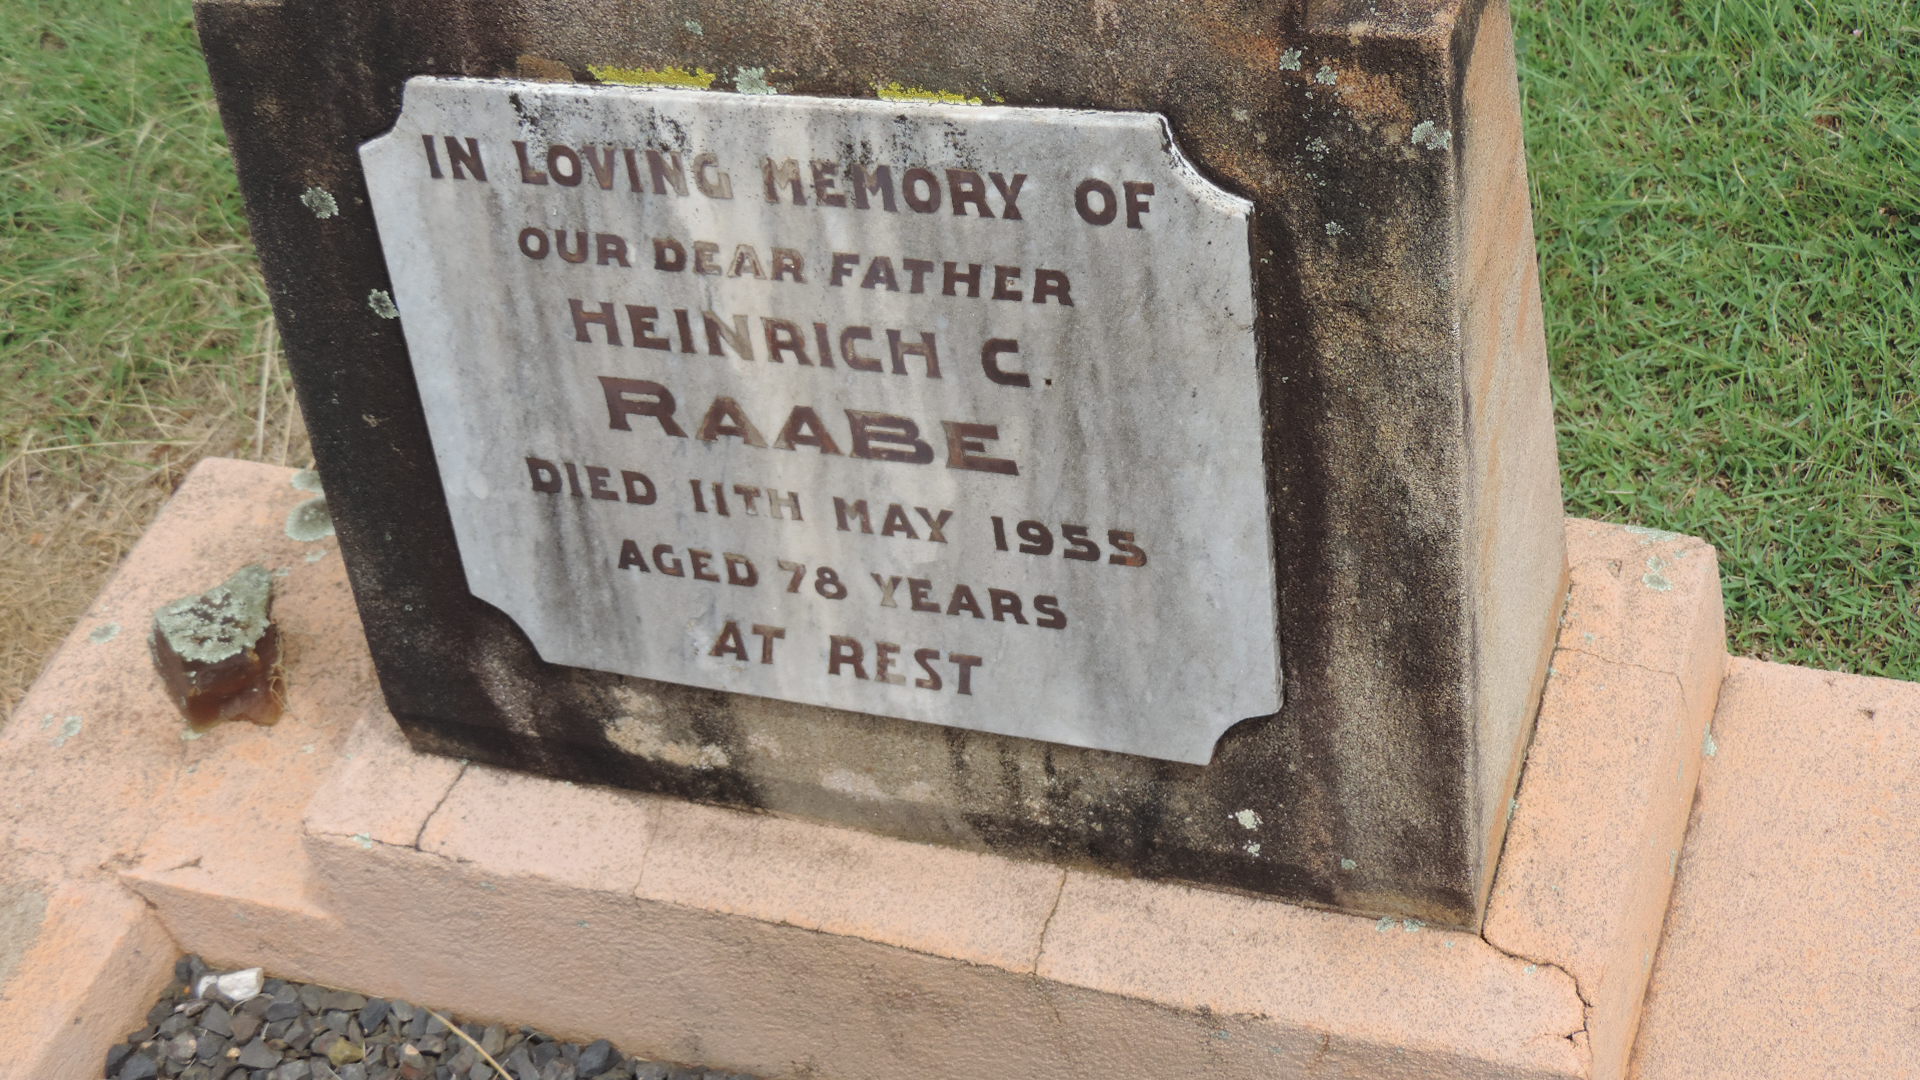 IN LOVING MEMORY OF
OUR DEAR FATHER
HEINRICH C.
RAABE
DIED 11TH MAY 1955
AGED 78 YEARS
AT REST